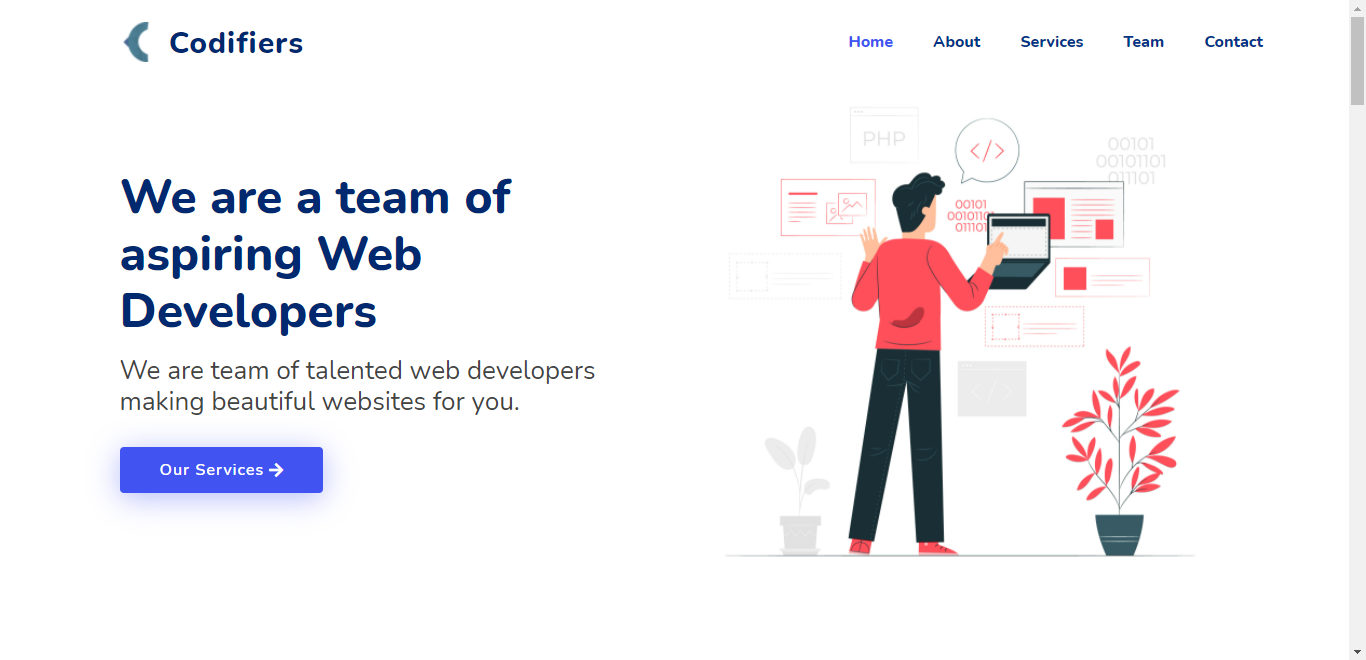 Codifiers
Home
About
Services
Team
Contact
We are a team of
aspiring Web
Developers
We are team of talented web developers
making beautiful websites for you.
Our Services
PHP
</>
00101
00101101
011101
00101
0010110
01110
</>